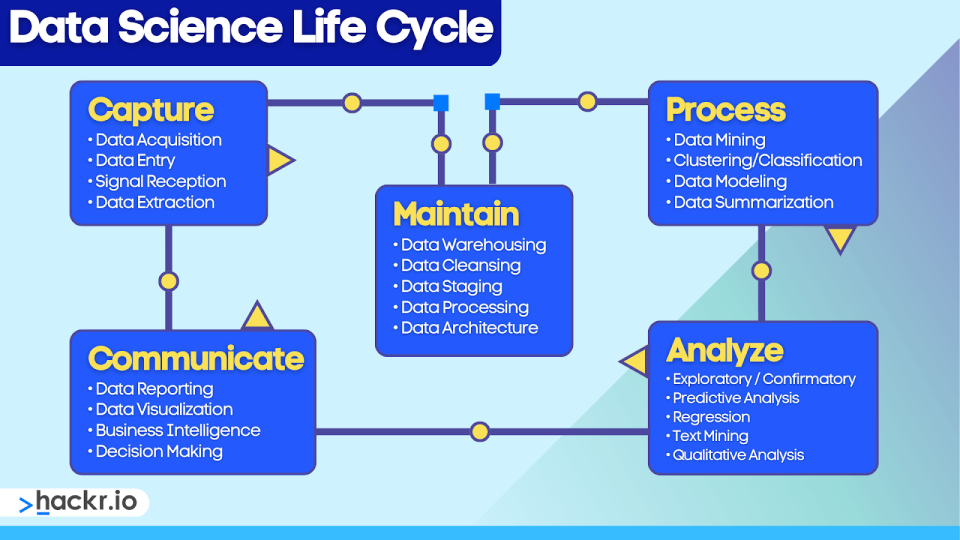 Data Science Life Cycle
Capture
• Data Acquisition
• Data Entry
• Signal Reception
• Data Extraction
Maintain
• Data Warehousing
• Data Cleansing
• Data Staging
• Data Processing
• Data Architecture
Process
• Data Mining
• Clustering/Classification
• Data Modeling
• Data Summarization
Analyze
• Exploratory / Confirmatory
• Predictive Analysis
• Regression
• Text Mining
• Qualitative Analysis
Communicate
• Data Reporting
• Data Visualization
• Business Intelligence
• Decision Making
>hackr.io